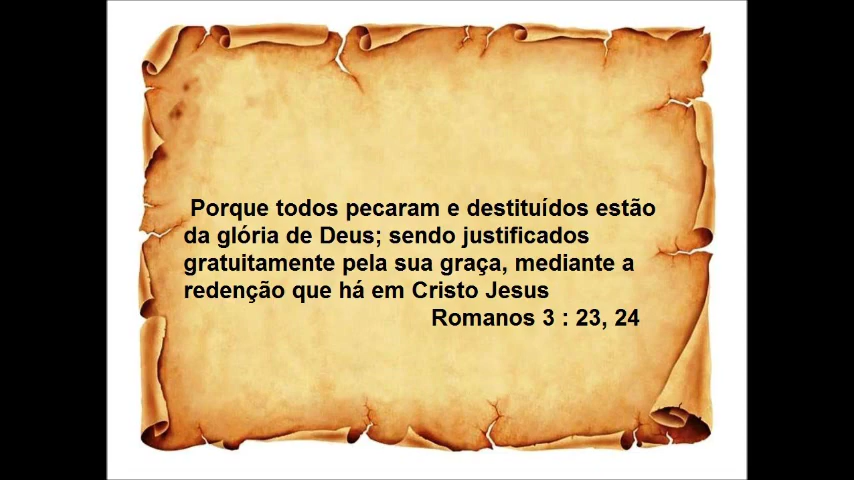 Porque todos pecaram e destituídos estão
da glória de Deus; sendo justificados
gratuitamente pela sua graça, mediante a
redenção que há em Cristo Jesus
Romanos 3 : 23, 24